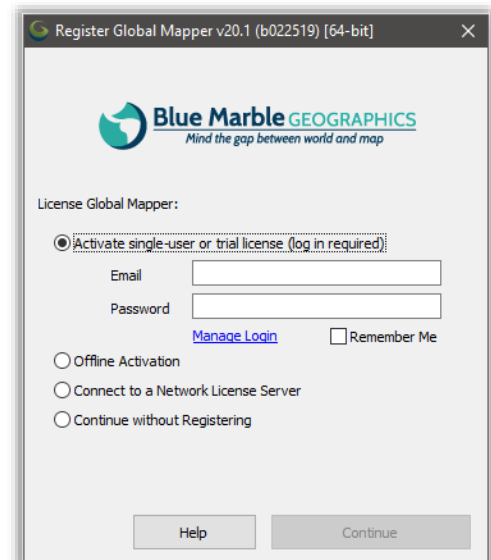 Register Global Mapper v20.1 (b022519) [64-bit]
Blue Marble GEOGRAPHICS
Mind the gap between world and map
License Global Mapper:
Activate single-user or trial license (log in required)
Email
Password
Manage Login Remember Me
Offline Activation
Connect to a Network License Server
Continue without Registering
Help Continue